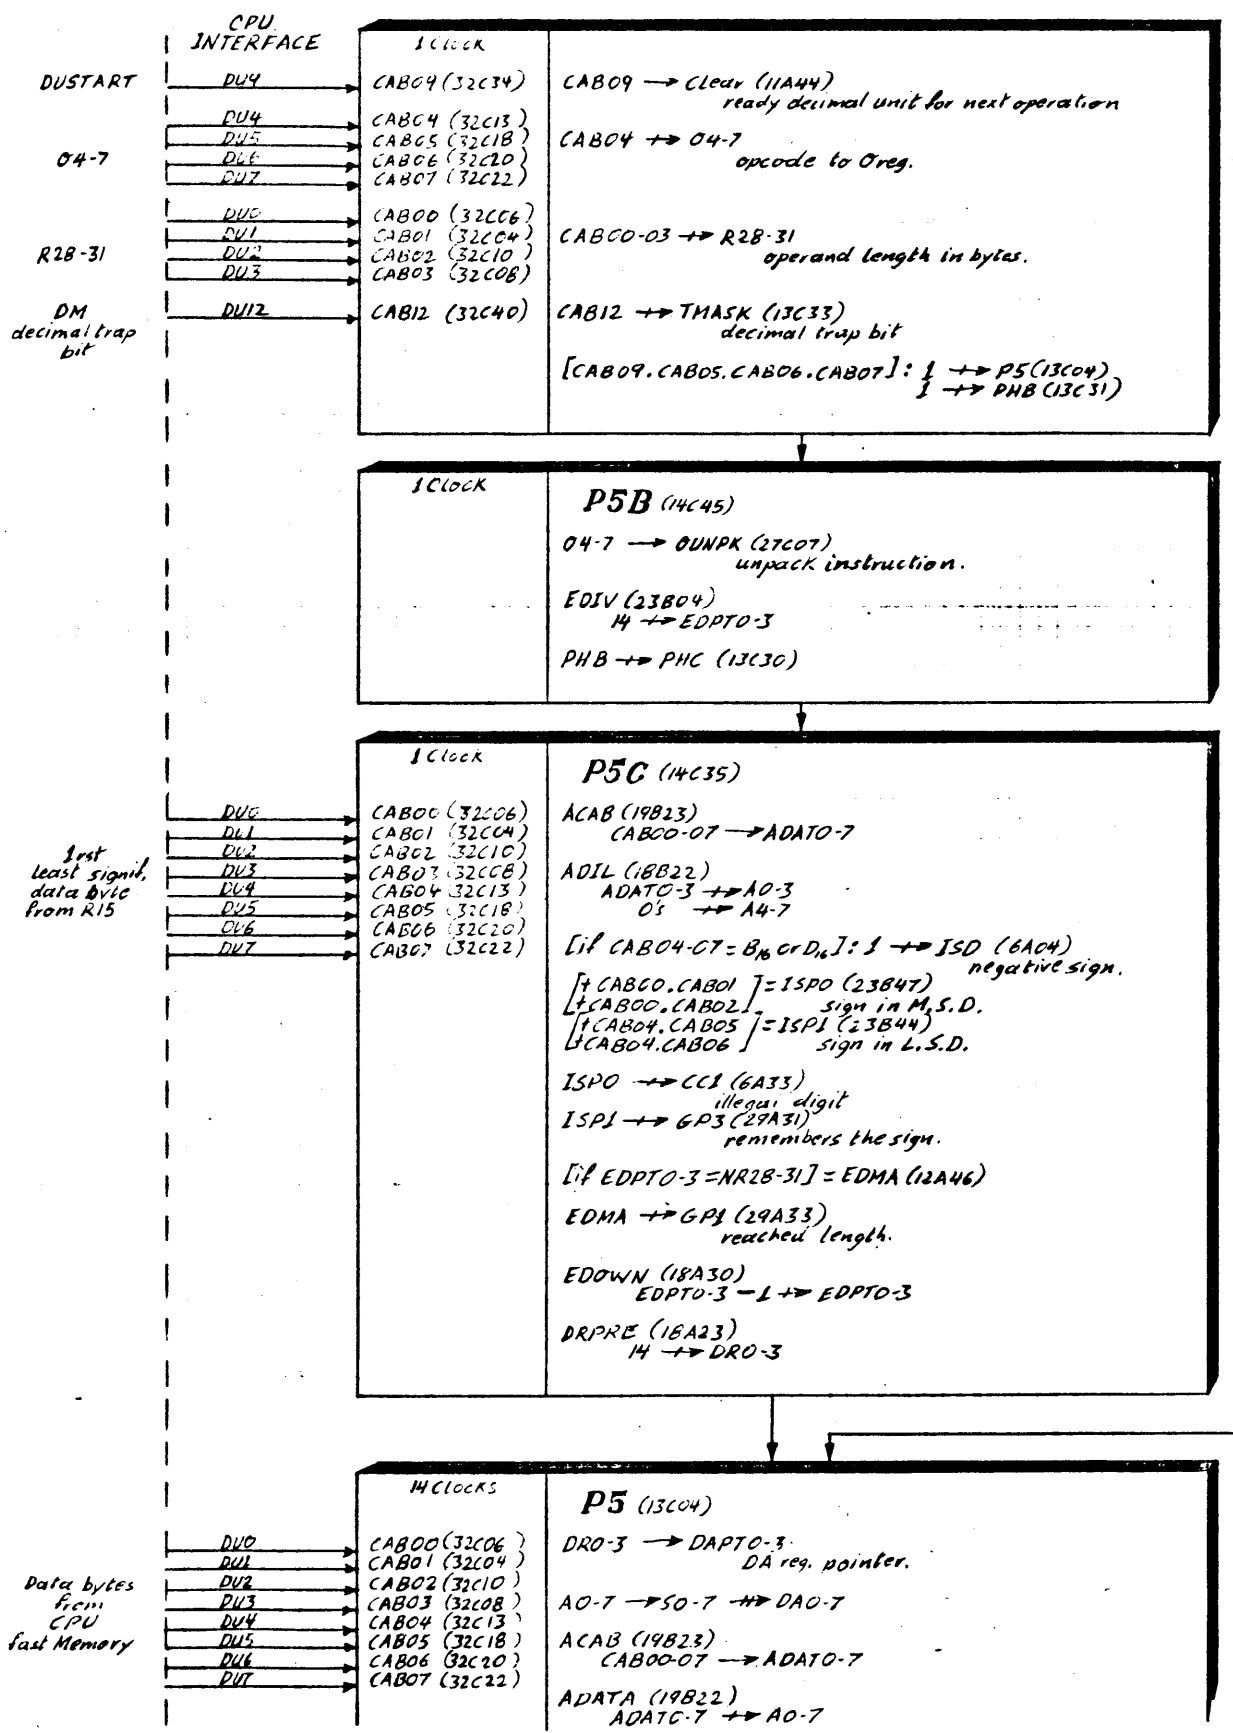 CPU
INTERFACE
1 Clock
DUSTART
DU9
CAB09 (32C34)
CAB09 → Clear (11A44)
ready decimal unit for next operation
04-7
DU4
CAB04 (32C13)
DU5
CAB05 (32C18)
DU6
CAB06 (32C20)
DU7
CAB07 (32C22)
CAB04 ↛ 04-7
opcode to Oreg.
R28-31
DU0
CAB00 (32C06)
DU1
CAB01 (32C04)
DU2
CAB02 (32C10)
DU3
CAB03 (32C08)
CAB00-03 ↛ R28-31
operand length in bytes.
DM
decimal trap
bit
DU12
CAB12 (32C40)
CAB12 ↛ TMASK (13C33)
decimal trap bit
[CAB09.CAB05.CAB06.CAB07]: 1 ↛ P5(13C04)
1 ↛ PHB (13C31)
1 Clock
P5B (14C45)
04-7 → OUNPK (27C07)
unpack instruction.
EDIV (23B04)
14 ↛ EDPT0-3
PHB ↛ PHC (13C30)
1 Clock
P5C (14C35)
1rst
least signit,
data byte
from R15
DU0
CAB00 (32C06)
DU1
CAB01 (32C04)
DU2
CAB02 (32C10)
DU3
CAB03 (32C08)
DU4
CAB04 (32C13)
DU5
CAB05 (32C18)
DU6
CAB06 (32C20)
DU7
CAB07 (32C22)
ACAB (19B23)
CAB00-07 → ADAT0-7
ADIL (18B22)
ADAT0-3 ↛ A0-3
0's ↛ A4-7
[if CAB04-07 = B16 or D16]: 1 ↛ ISD (6A04)
negative sign.
[+ CAB00.CAB01 ] = ISP0 (23B47)
[+CAB00.CAB02] sign in M.S.D.
[+CAB04.CAB05 ] = ISP1 (23B44)
[+CAB04.CAB06 ] sign in L.S.D.
ISP0 ↛ CC1 (6A33)
illegal digit
ISP1 ↛ GP3 (29A31)
remembers the sign.
[if EDPT0-3 = NR28-31] = EDMA (12A46)
EDMA ↛ GP1 (29A33)
reached length.
EDOWN (18A30)
EDPT0-3 -1 ↛ EDPT0-3
DRPRE (18A23)
14 ↛ DR0-3
14 Clocks
P5 (13C04)
Data bytes
from
CPU
fast Memory
DU0
CAB00 (32C06)
DU1
CAB01 (32C04)
DU2
CAB02 (32C10)
DU3
CAB03 (32C08)
DU4
CAB04 (32C13)
DU5
CAB05 (32C18)
DU6
CAB06 (32C20)
DU7
CAB07 (32C22)
DR0-3 → DAPT0-3.
DA reg. pointer.
A0-7 → S0-7 ↛ DA0-7
ACAB (19B23)
CAB00-07 → ADAT0-7
ADATA (19B22)
ADAT0-7 ↛ A0-7